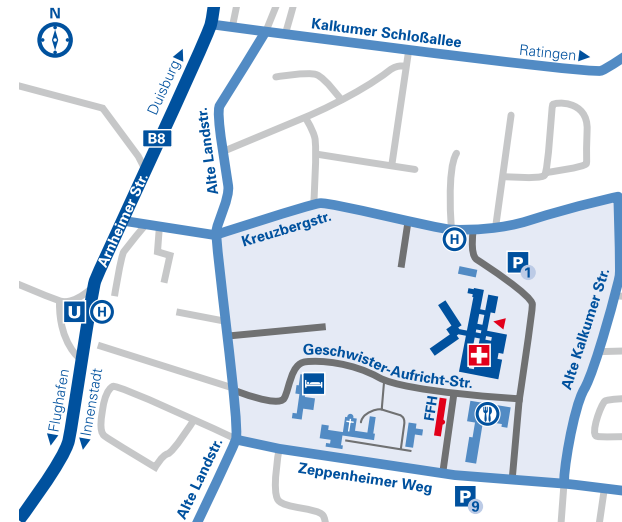 N
Kalkumer Schloßallee
Ratingen
Duisburg
B8
Alte Landstr.
Arnheimer Str.
Kreuzbergstr.
H
P
1
U
H
Alte Kalkumer Str.
Geschwister-Aufricht-Str.
FFH
Flughafen
Innenstadt
Alte Landstr.
Zeppenheimer Weg
P
9